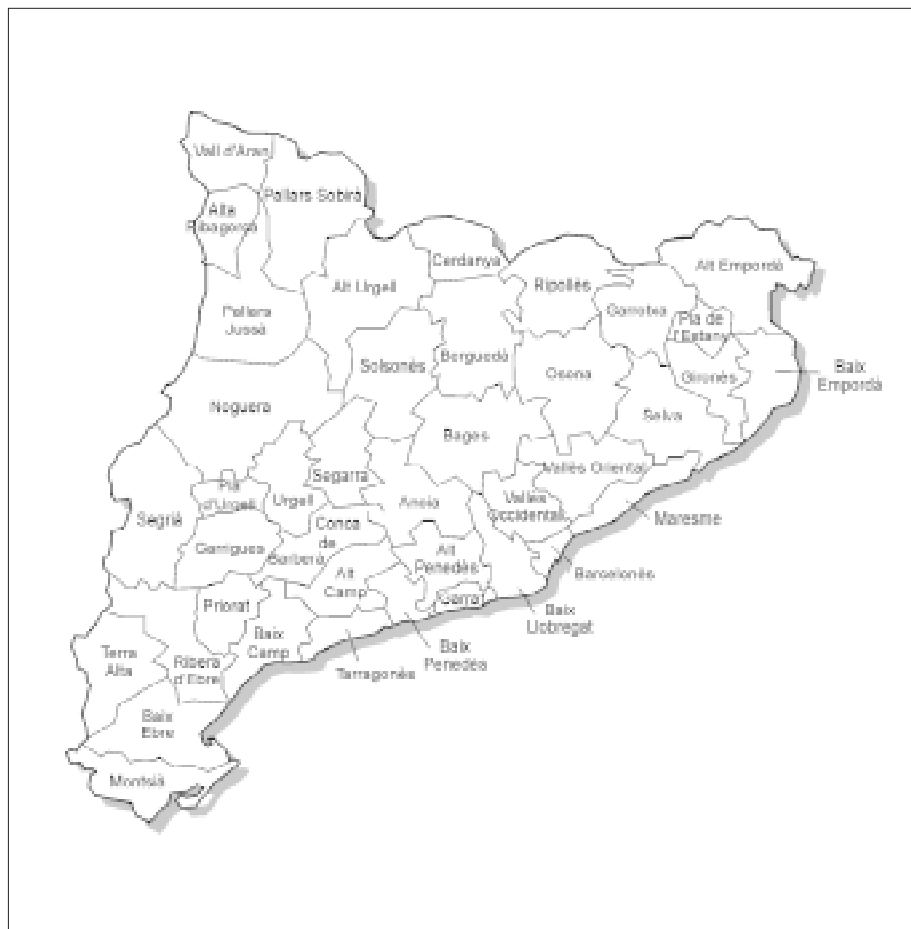 Vall d'Aran
Pallars Sobirà
Alta
Ribagorça
Cerdanya
Alt Empordà
Alt Urgell
Ripollès
Pallars
Jussà
Garrotxa
Pla de
l'Estany
Solsonès
Berguedà
Osona
Gironès
Baix
Empordà
Noguera
Selva
Bages
Vallès Oriental
Segarra
Pla
d'Urgell
Urgell
Anoia
Vallès
Occidental
Segrià
Maresme
Conca
de
Barberà
Garrigues
Alt
Penedès
Barcelonès
Alt
Camp
Garraf
Priorat
Baix
Llobregat
Baix
Camp
Baix
Penedès
Terra
Alta
Ribera
d'Ebre
Tarragonès
Baix
Ebre
Montsià